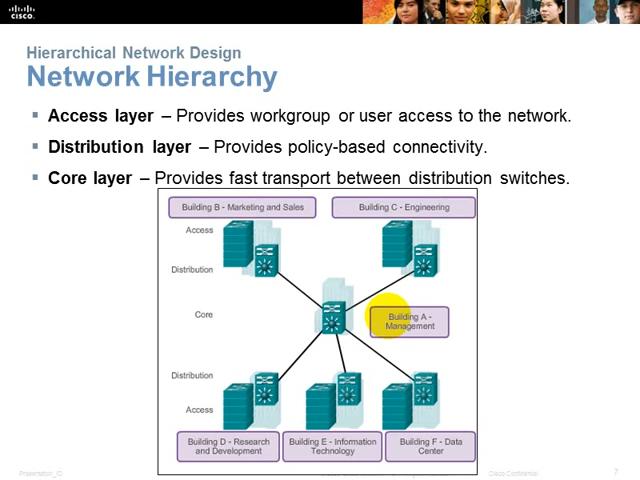 CISCO.
Hierarchical Network Design
Network Hierarchy
Access layer – Provides workgroup or user access to the network.
Distribution layer – Provides policy-based connectivity.
Core layer – Provides fast transport between distribution switches.
Building B - Marketing and Sales
Building C - Engineering
Access
Distribution
Core
Building A -
Management
Distribution
Access
Building D - Research
and Development
Building E - Information
Technology
Building F - Data
Center
Presentation_ID
Cisco Confidential
7